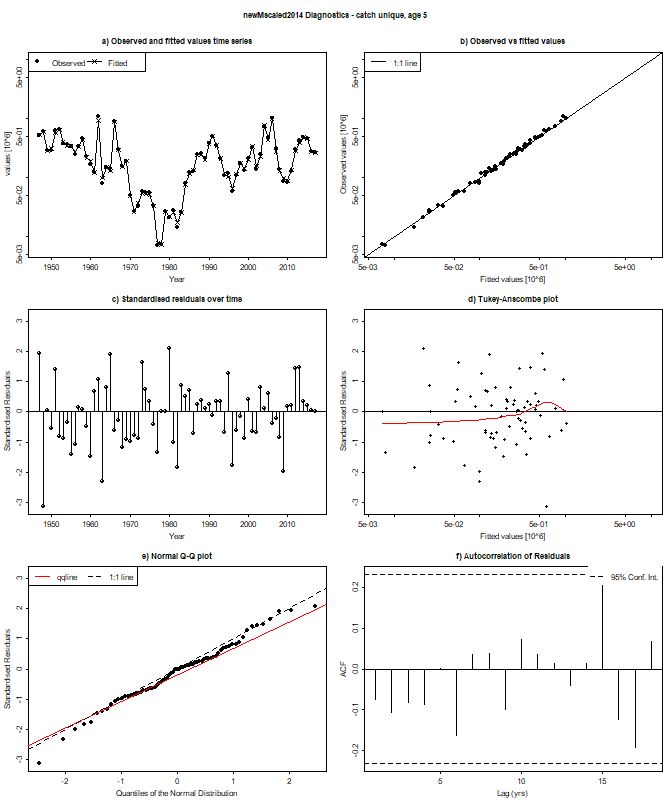 newMscaled2014 Diagnostics - catch unique, age 5
a) Observed and fitted values time series
Observed Fitted
values [10^6]
5e-03 5e-02 5e-01 5e+00
1950 1960 1970 1980 1990 2000 2010
Year
b) Observed vs fitted values
1:1 line
Observed values [10^6]
5e-03 5e-02 5e-01 5e+00
5e-03 5e-02 5e-01 5e+00
Fitted values [10^6]
c) Standardised residuals over time
Standardised Residuals
-3 -2 -1 0 1 2 3
1950 1960 1970 1980 1990 2000 2010
Year
d) Tukey-Anscombe plot
Standardised Residuals
-3 -2 -1 0 1 2 3
5e-03 5e-02 5e-01 5e+00
Fitted values [10^6]
e) Normal Q-Q plot
qqline 1:1 line
Standardised Residuals
-3 -2 -1 0 1 2 3
-2 -1 0 1 2
Quantiles of the Normal Distribution
f) Autocorrelation of Residuals
95% Conf. Int.
ACF
-0.2 -0.1 0.0 0.1 0.2
5 10 15
Lag (yrs)